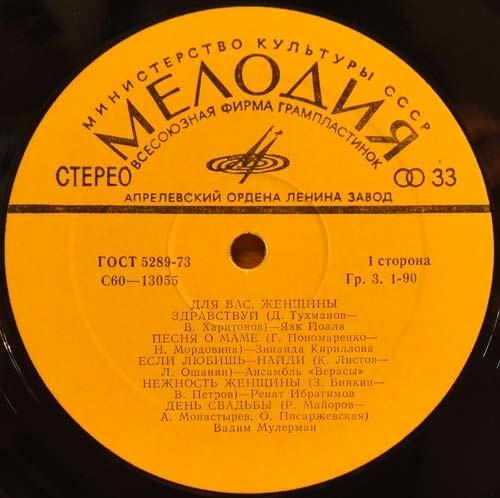 МИНИСТЕРСТВО КУЛЬТУРЫ СССР
МЕЛОДИЯ
ВСЕСОЮЗНАЯ ФИРМА ГРАМПЛАСТИНОК
СТЕРЕО 33
АПРЕЛЕВСКИЙ ОРДЕНА ЛЕНИНА ЗАВОД
ГОСТ 5289-73 1 сторона
С60—13055 Гр. 3. 1-90
ДЛЯ ВАС, ЖЕНЩИНЫ
ЗДРАВСТВУЙ (Д. Тухманов—
В. Харитонов)—Яак Йоала
ПЕСНЯ О МАМЕ (Г. Пономаренко—
Н. Мордовина)—Зинаида Кириллова
ЕСЛИ ЛЮБИШЬ—НАЙДИ (К. Листов—
Л. Ошанин)—Ансамбль «Верасы»
НЕЖНОСТЬ ЖЕНЩИНЫ (З. Бинкин—
В. Петров)—Ренат Ибрагимов
ДЕНЬ СВАДЬБЫ (Р. Майоров—
А. Монастырев, О. Писаржевская)
Вадим Мулерман